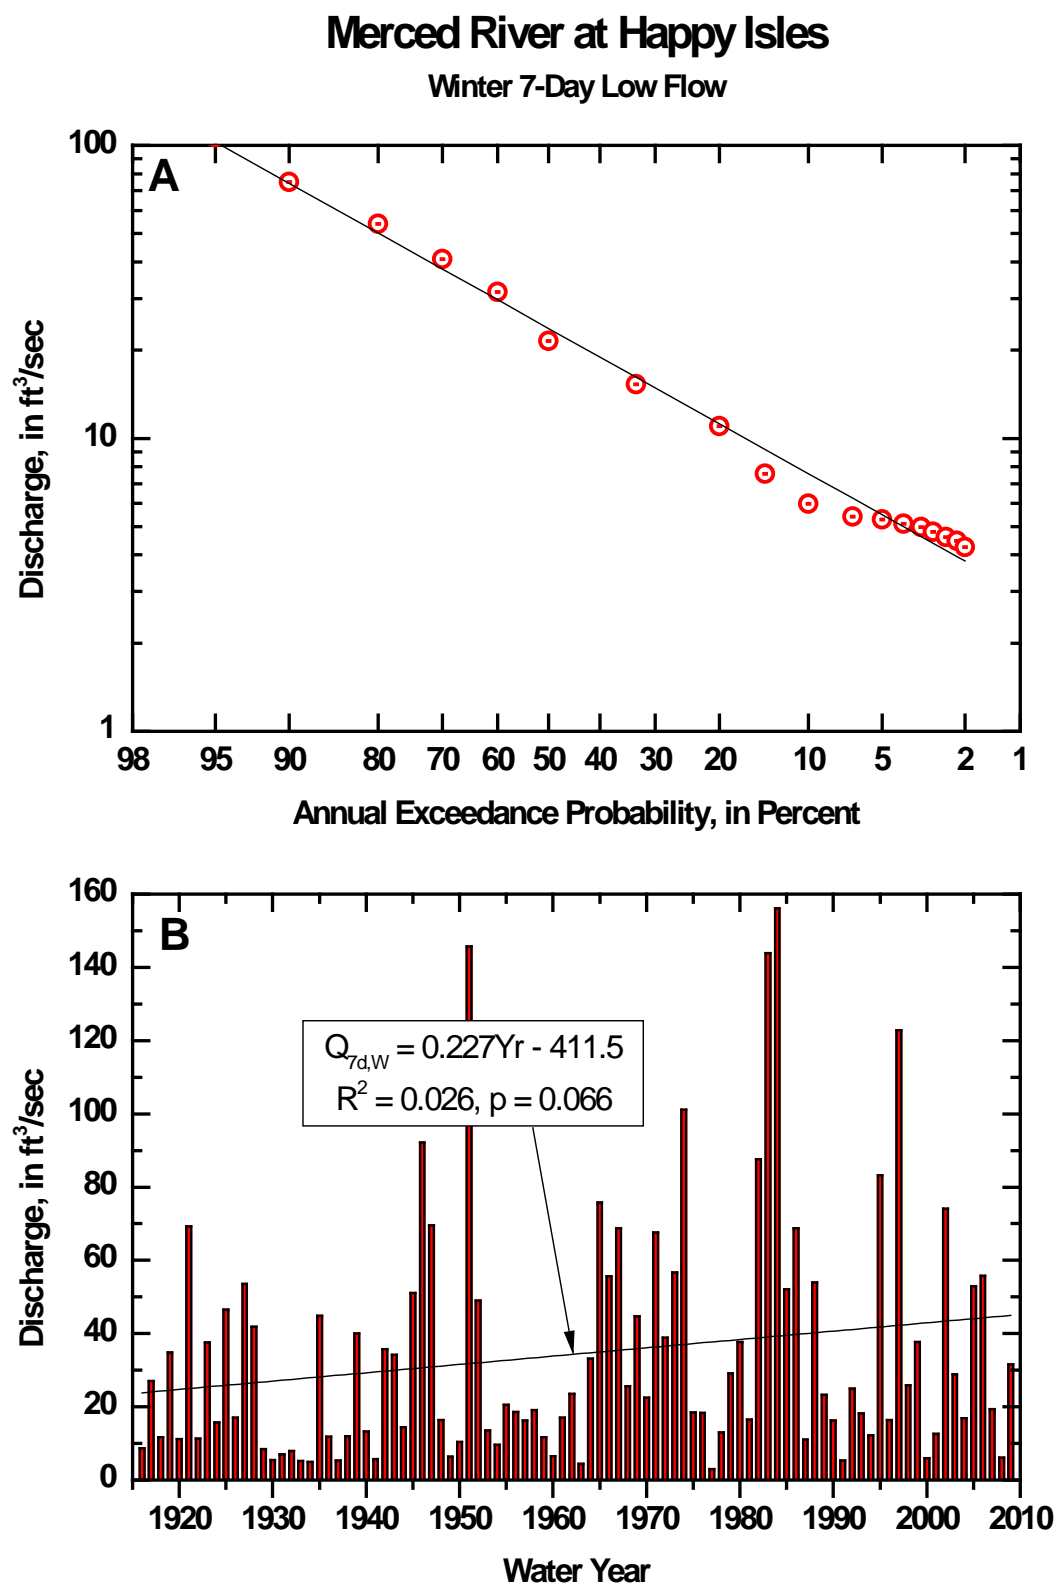 Merced River at Happy Isles
Winter 7-Day Low Flow
A
100
10
1
Discharge, in ft³/sec
98 95 90 80 70 60 50 40 30 20 10 5 2 1
Annual Exceedance Probability, in Percent
B
160
140
120
100
80
60
40
20
0
Discharge, in ft³/sec
Q7d,W = 0.227Yr - 411.5
R² = 0.026, p = 0.066
1920 1930 1940 1950 1960 1970 1980 1990 2000 2010
Water Year